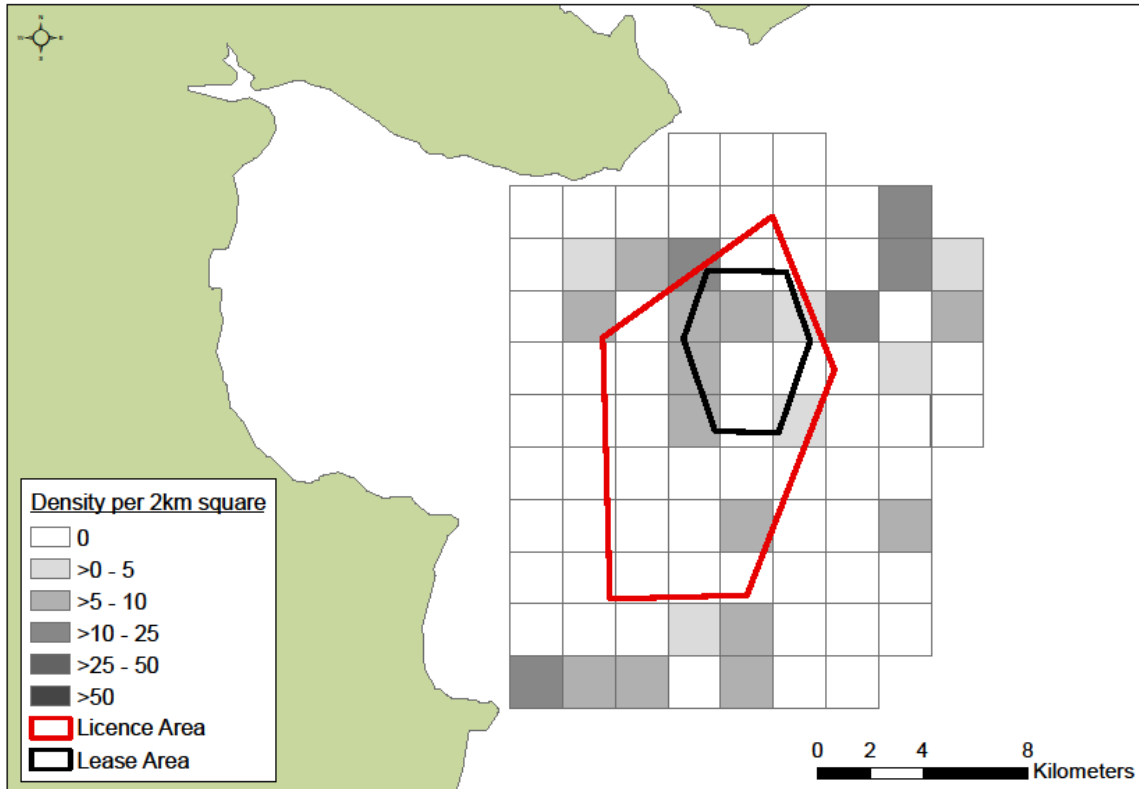 N
W
E
S
Density per 2km square
0
>0 - 5
>5 - 10
>10 - 25
>25 - 50
>50
Licence Area
Lease Area
0 2 4 8
Kilometers